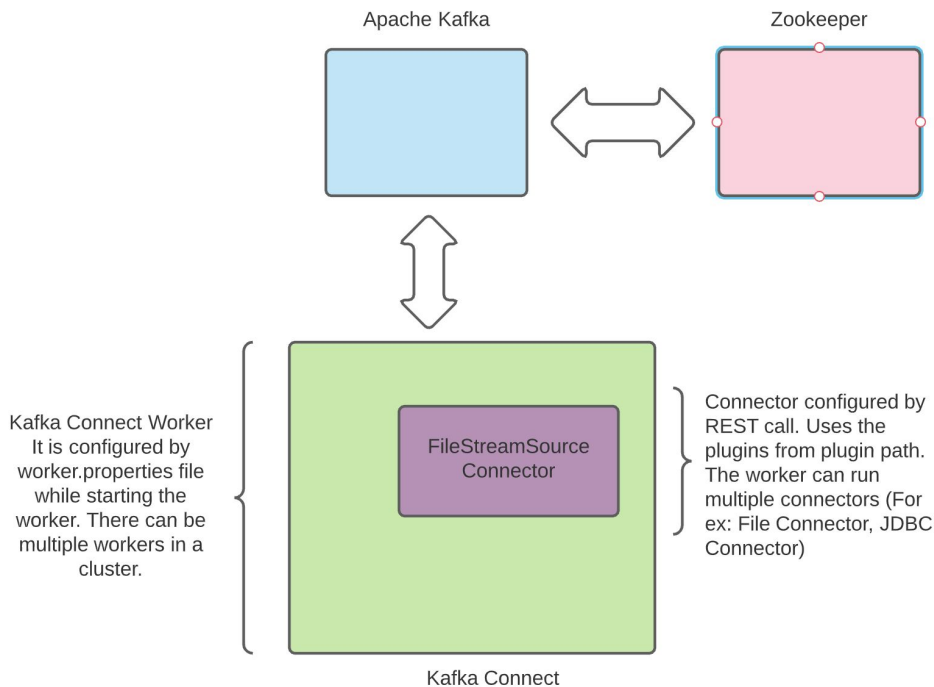 Apache Kafka
Zookeeper
Kafka Connect Worker
It is configured by
worker.properties file
while starting the
worker. There can be
multiple workers in a
cluster.
FileStreamSource
Connector
Connector configured by
REST call. Uses the
plugins from plugin path.
The worker can run
multiple connectors (For
ex: File Connector, JDBC
Connector)
Kafka Connect